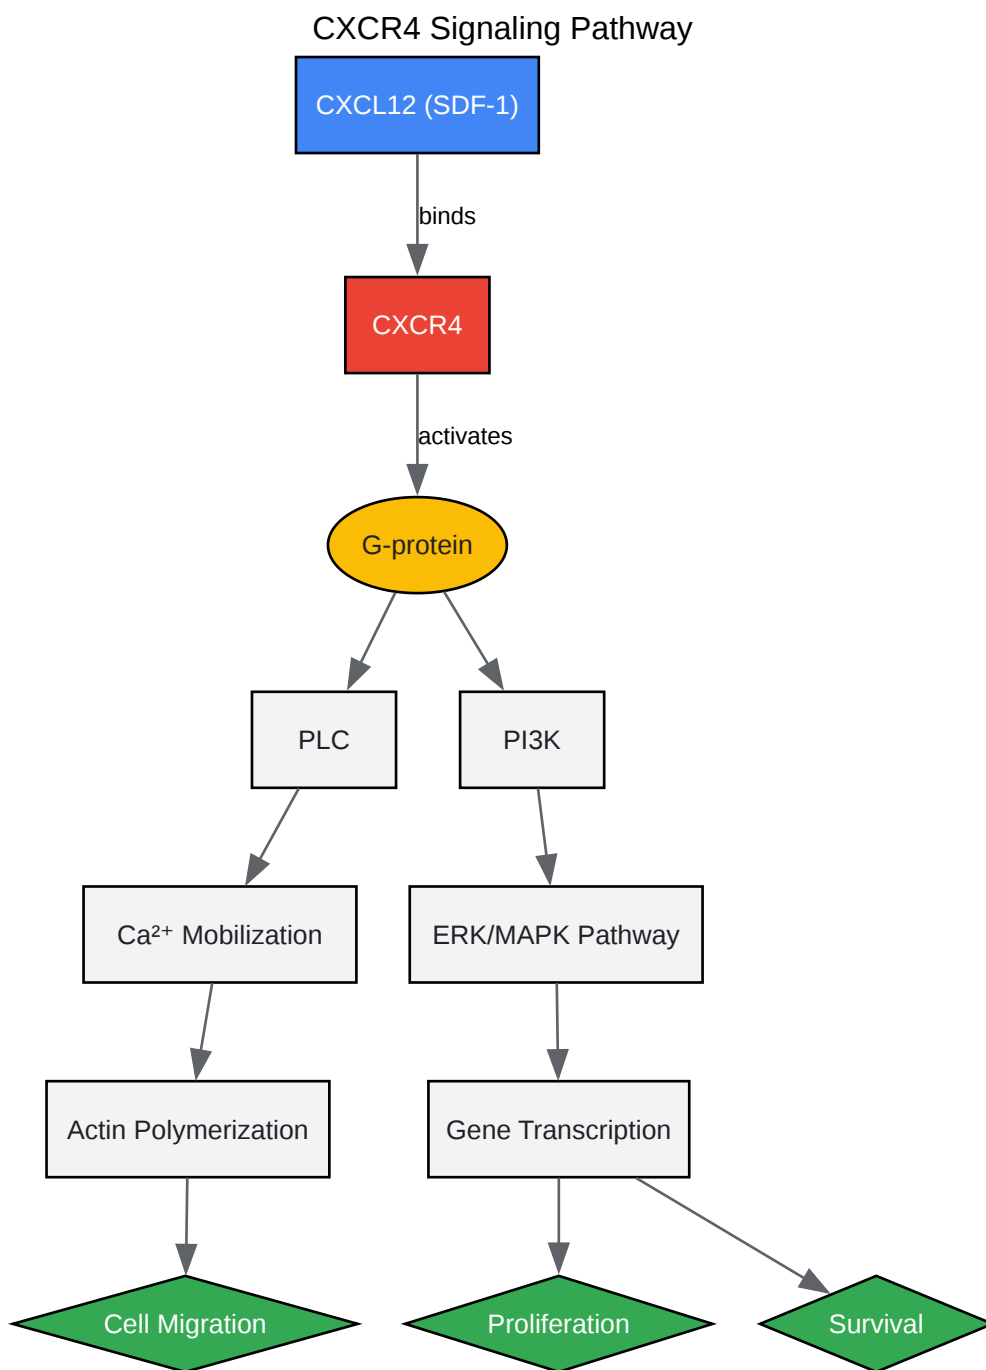 CXCR4 Signaling Pathway
CXCL12 (SDF-1)
binds
CXCR4
activates
G-protein
PLC
PI3K
Ca²⁺ Mobilization
ERK/MAPK Pathway
Actin Polymerization
Gene Transcription
Cell Migration
Proliferation
Survival